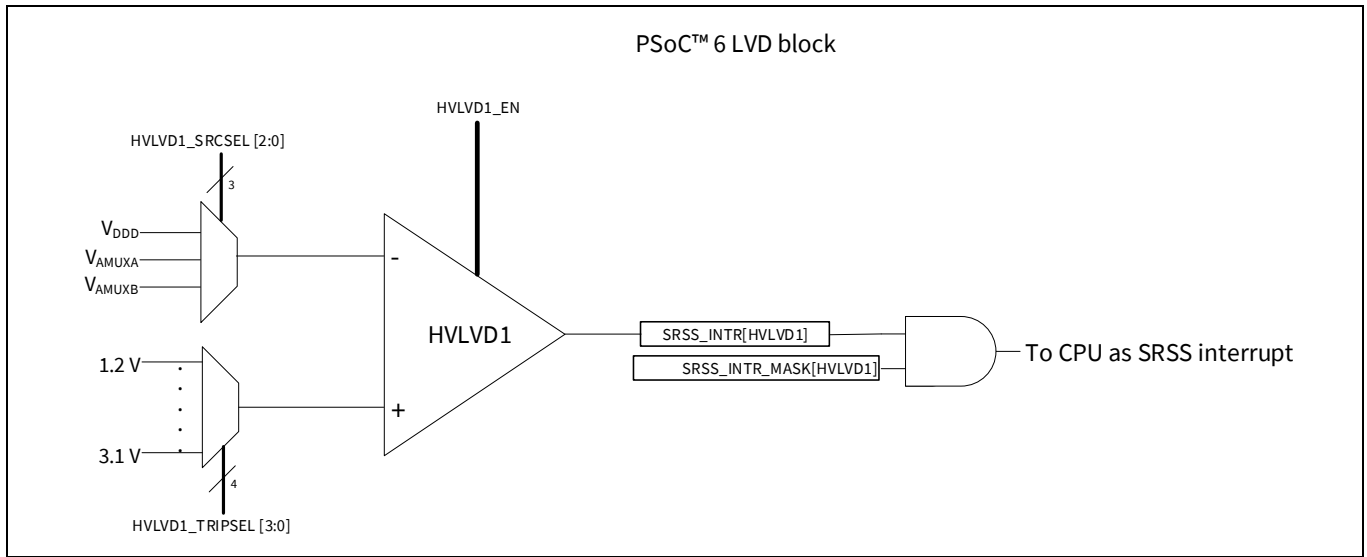 PSoC™ 6 LVD block
HVLVD1_EN
HVLVD1_SRCSEL [2:0]
3
VDDD
VAMUXA
VAMUXB
-
HVLVD1
+
SRSS_INTR[HVLVD1]
SRSS_INTR_MASK[HVLVD1]
To CPU as SRSS interrupt
1.2 V
3.1 V
4
HVLVD1_TRIPSEL [3:0]